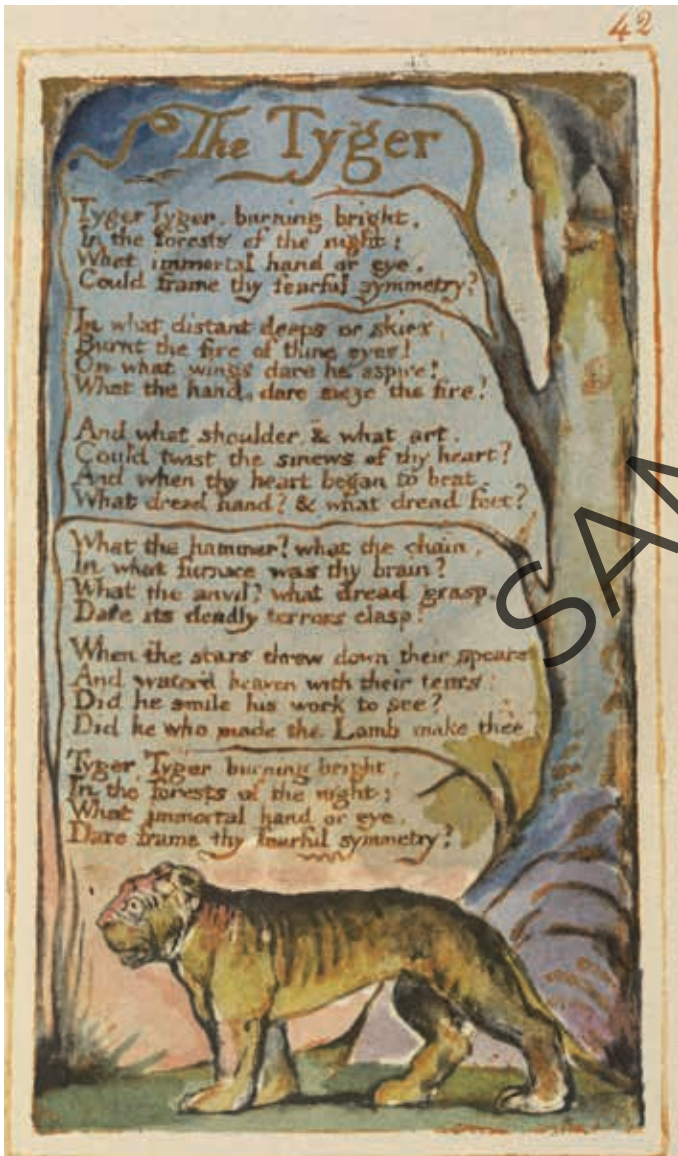 42
The Tyger
Tyger Tyger, burning bright,
In the forests of the night;
What immortal hand or eye,
Could frame thy fearful symmetry?
In what distant deeps or skies,
Burnt the fire of thine eyes!
On what wings dare he aspire!
What the hand, dare sieze the fire?
And what shoulder, & what art,
Could twist the sinews of thy heart?
And when thy heart began to beat,
What dread hand? & what dread feet?
What the hammer? what the chain,
In what furnace was thy brain?
What the anvil? what dread grasp,
Dare its deadly terrors clasp!
When the stars threw down their spears
And water'd heaven with their tears:
Did he smile his work to see?
Did he who made the Lamb make thee
Tyger, Tyger burning bright,
In the forests of the night;
What immortal hand or eye,
Dare frame thy fearful symmetry?
SAM